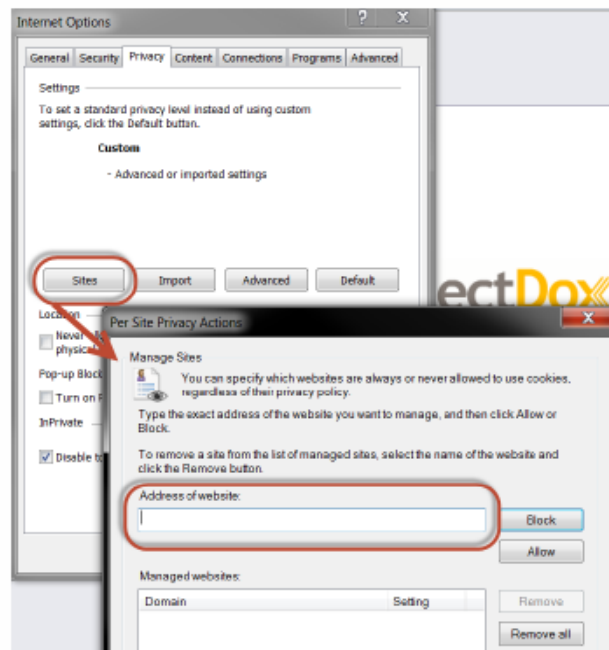 Internet Options
? X
General Security Privacy Content Connections Programs Advanced
Settings
To set a standard privacy level instead of using custom
settings, click the Default button.
Custom
- Advanced or imported settings
Sites Import Advanced Default
ectDox
Location
Never
physical
Pop-up Block
Turn on
InPrivate
Disable
Per Site Privacy Actions
X
Manage Sites
You can specify which websites are always or never allowed to use cookies,
regardless of their privacy policy.
Type the exact address of the website you want to manage, and then click Allow or
Block.
To remove a site from the list of managed sites, select the name of the website and
click the Remove button.
Address of website:
Block
Allow
Managed websites:
Domain Setting
Remove
Remove all